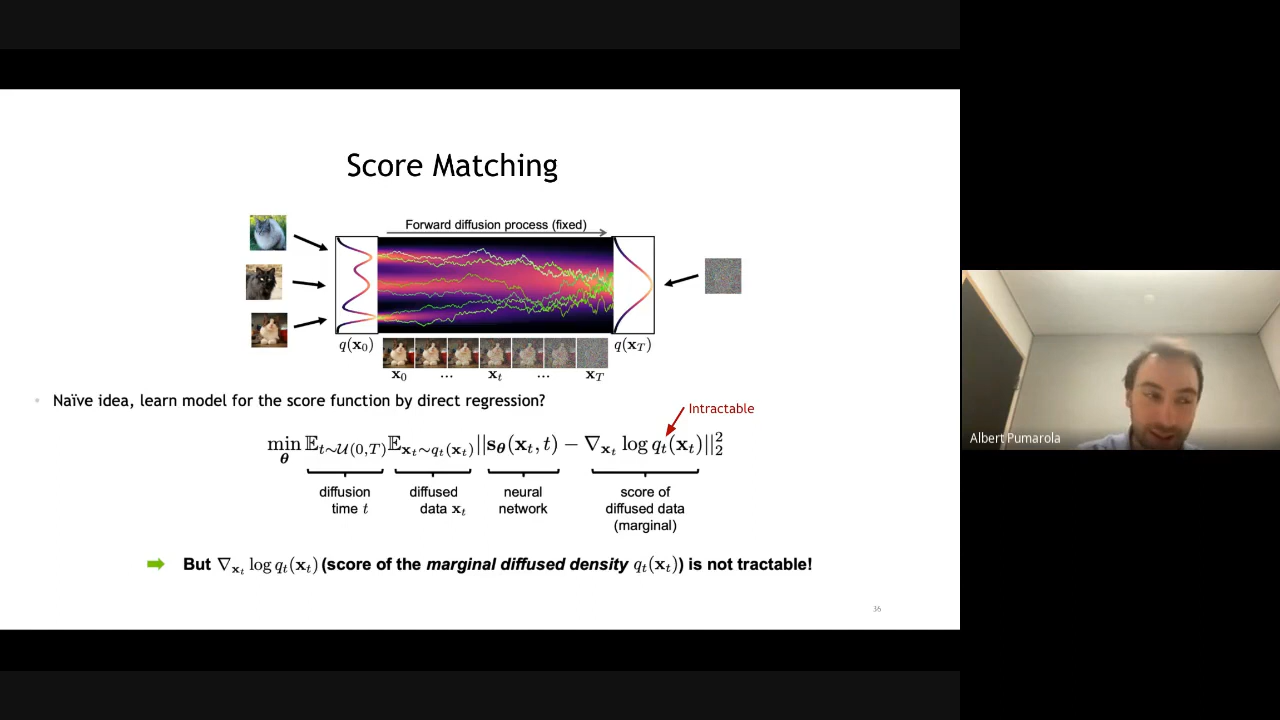 Score Matching
Forward diffusion process (fixed)
q(x₀)
q(x_T)
x₀ ... x_t ... x_T
Naïve idea, learn model for the score function by direct regression?
Intractable
min_θ 𝔼_{t∼𝒰(0,T)} 𝔼_{x_t∼q_t(x_t)} ||s_θ(x_t, t) − ∇_{x_t} log q_t(x_t)||₂²
diffusion time t
diffused data x_t
neural network
score of diffused data (marginal)
But ∇_{x_t} log q_t(x_t) (score of the marginal diffused density q_t(x_t)) is not tractable!
36
Albert Pumarola